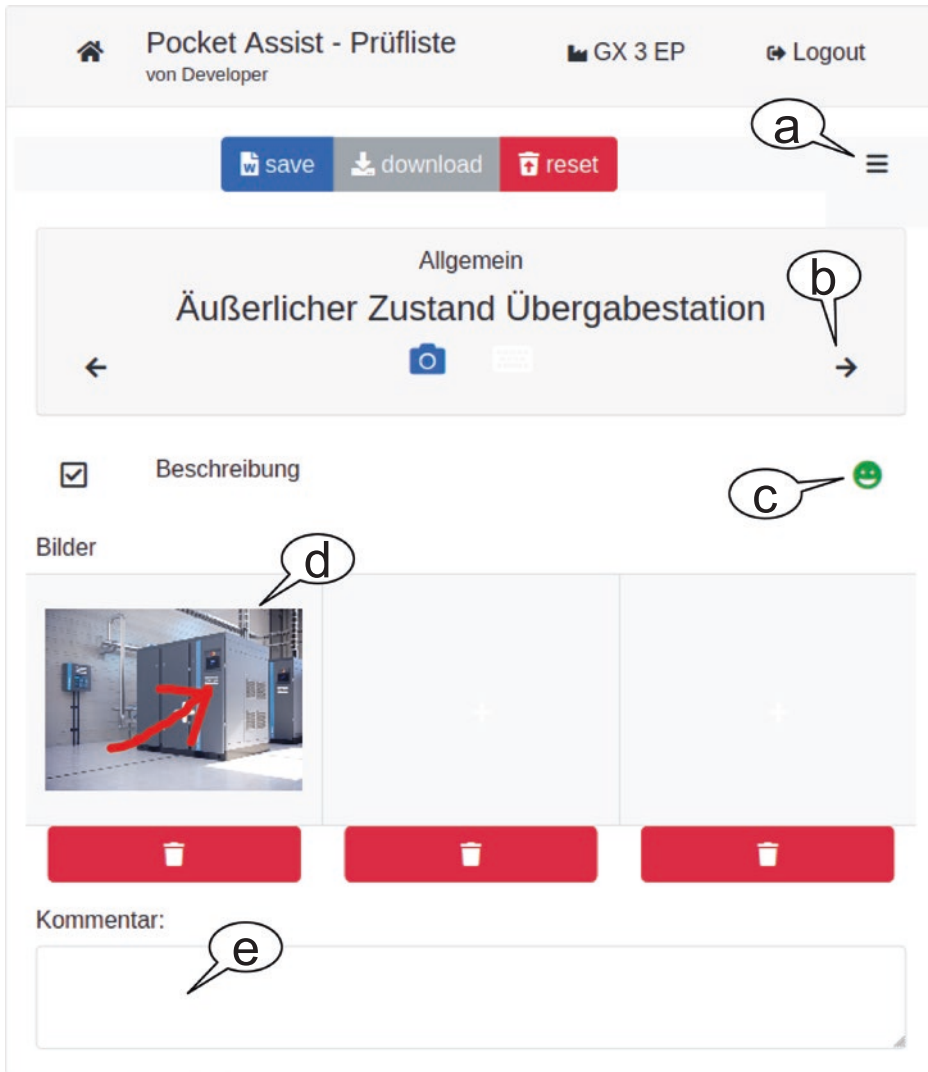 Pocket Assist - Prüfliste
von Developer
GX 3 EP
Logout
a
save
download
reset
Allgemein
b
Äußerlicher Zustand Übergabestation
Beschreibung
c
Bilder
d
Kommentar:
e